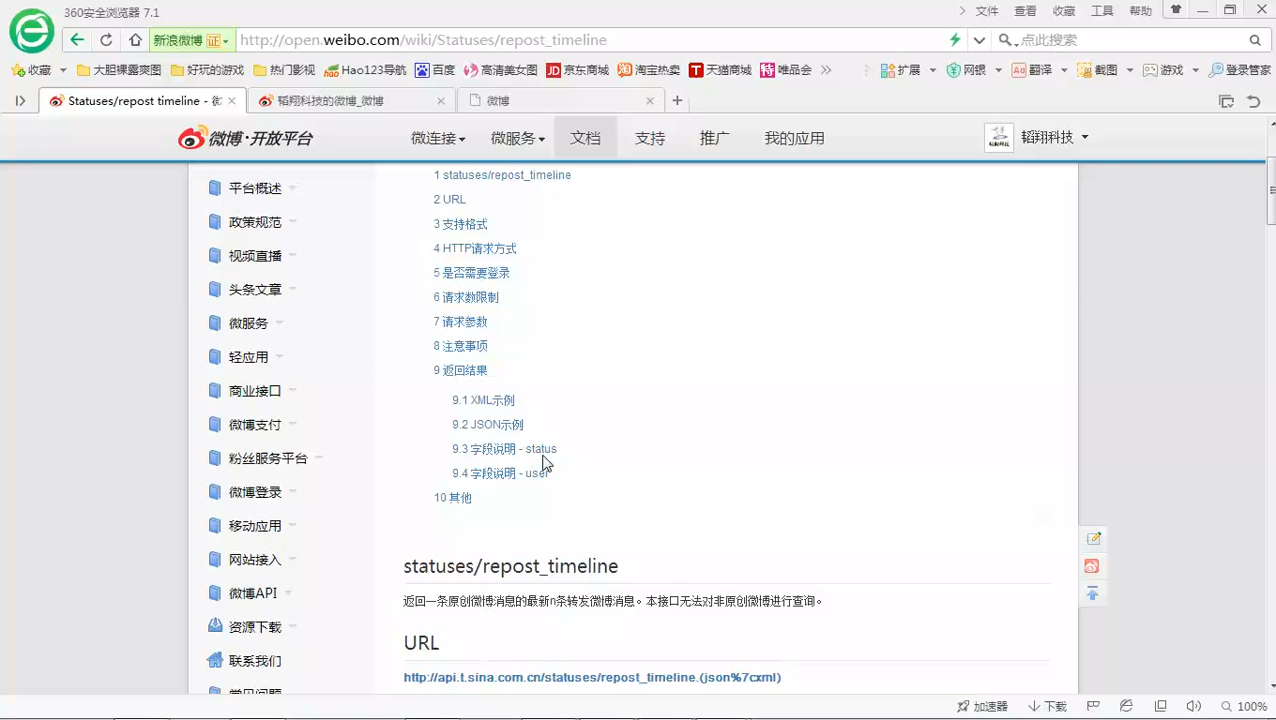 360安全浏览器 7.1
文件 查看 收藏 工具 帮助
新浪微博 证 http://open.weibo.com/wiki/Statuses/repost_timeline 点此搜索
收藏 大胆裸露爽图 好玩的游戏 热门影视 Hao123导航 百度 高清美女图 JD 京东商城 淘 淘宝热卖 T 天猫商城 特 唯品会 扩展 网银 Aa 翻译 截图 游戏 登录管家
Statuses/repost timeline - 微 韬翔科技的微博_微博 微博
微博·开放平台 微连接 微服务 文档 支持 推广 我的应用 韬翔科技
平台概述
政策规范
视频直播
头条文章
微服务
轻应用
商业接口
微博支付
粉丝服务平台
微博登录
移动应用
网站接入
微博API
资源下载
联系我们
常见问题
1 statuses/repost_timeline
2 URL
3 支持格式
4 HTTP请求方式
5 是否需要登录
6 请求数限制
7 请求参数
8 注意事项
9 返回结果
9.1 XML示例
9.2 JSON示例
9.3 字段说明 - status
9.4 字段说明 - user
10 其他
statuses/repost_timeline
返回一条原创微博消息的最新n条转发微博消息。本接口无法对非原创微博进行查询。
URL
http://api.t.sina.com.cn/statuses/repost_timeline.(json%7cxml)
加速器 下载 100%